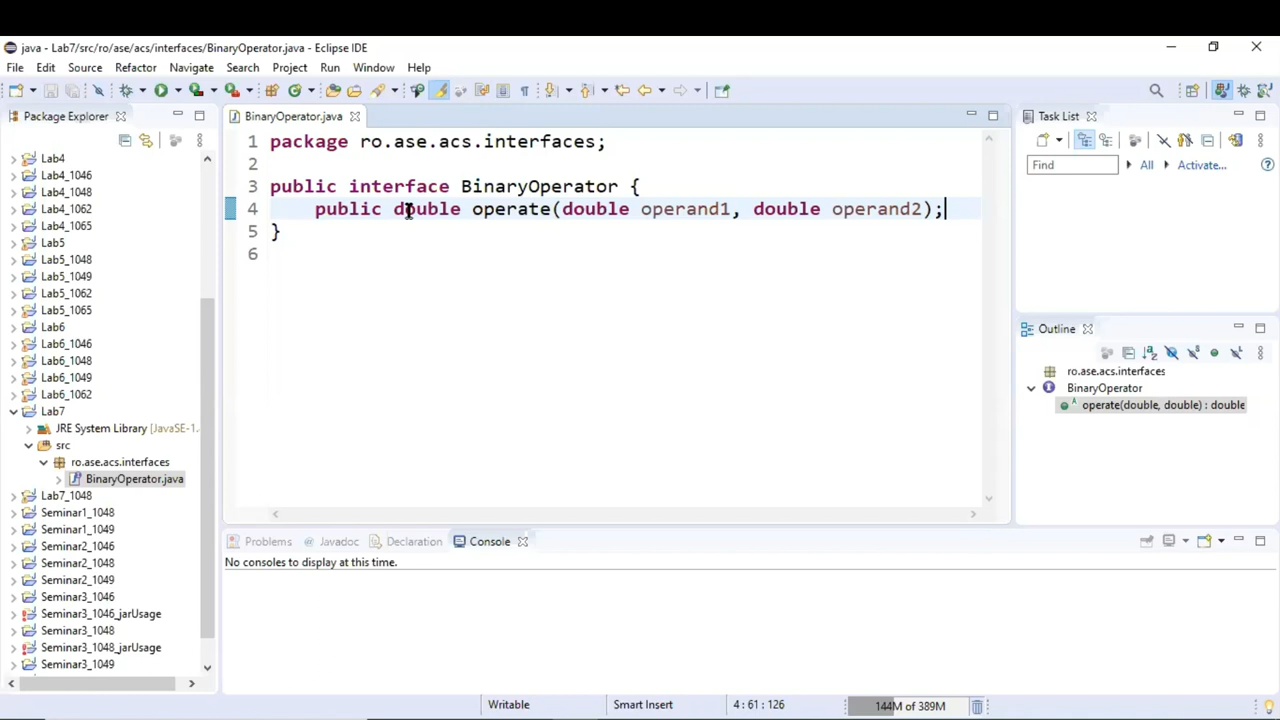 java - Lab7/src/ro/ase/acs/interfaces/BinaryOperator.java - Eclipse IDE
File Edit Source Refactor Navigate Search Project Run Window Help
Package Explorer
Lab4
Lab4_1046
Lab4_1048
Lab4_1062
Lab4_1065
Lab5
Lab5_1048
Lab5_1049
Lab5_1062
Lab5_1065
Lab6
Lab6_1046
Lab6_1048
Lab6_1049
Lab6_1062
Lab7
JRE System Library [JavaSE-1.
src
ro.ase.acs.interfaces
BinaryOperator.java
Lab7_1048
Seminar1_1048
Seminar1_1049
Seminar2_1046
Seminar2_1048
Seminar2_1049
Seminar3_1046
Seminar3_1046_jarUsage
Seminar3_1048
Seminar3_1048_jarUsage
Seminar3_1049
BinaryOperator.java
1 package ro.ase.acs.interfaces;
2
3 public interface BinaryOperator {
4 public double operate(double operand1, double operand2);
5 }
6
Task List
Find All Activate...
Outline
ro.ase.acs.interfaces
BinaryOperator
operate(double, double) : double
Problems Javadoc Declaration Console
No consoles to display at this time.
Writable Smart Insert 4 : 61 : 126 144M of 389M